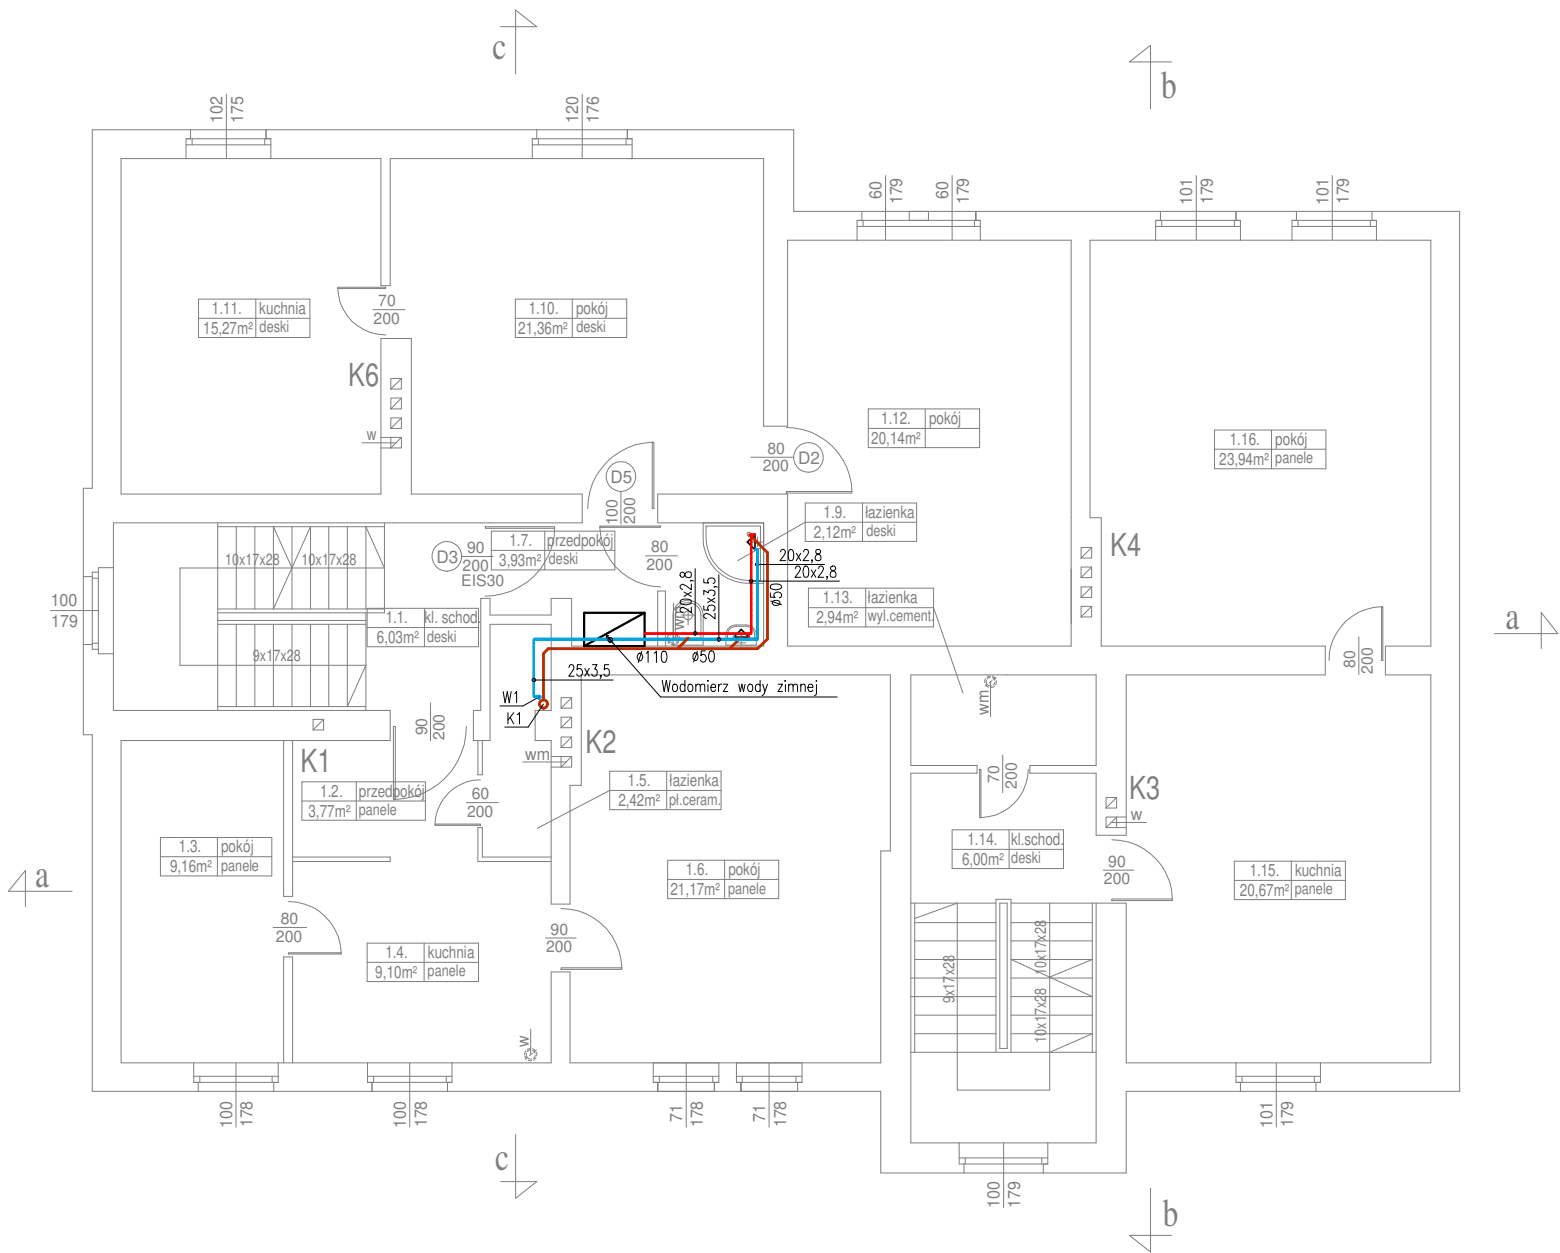 c
b
102
175
120
176
60
179
60
179
101
179
101
179
1.11. kuchnia
15,27m² deski
70
200
1.10. pokój
21,36m² deski
K6
w
1.12. pokój
20,14m²
1.16. pokój
23,94m² panele
80
200
D2
D5
100
200
1.9. łazienka
2,12m² deski
K4
10x17x28
10x17x28
D3
90
200
EIS30
1.7. przedpokój
3,93m² deski
80
200
20x2,8
20x2,8
20x2,8
25x3,5
ø50
wm
100
179
1.1. kl. schod.
6,03m² deski
1.13. łazienka
2,94m² wyl.cement.
a
9x17x28
ø110
ø50
80
200
25x3,5
Wodomierz wody zimnej
W1
K1
wm
90
200
K1
K2
wm
1.2. przedpokój
3,77m² panele
60
200
1.5. łazienka
2,42m² pł.ceram.
70
200
K3
w
1.3. pokój
9,16m² panele
1.14. kl.schod.
6,00m² deski
a
1.6. pokój
21,17m² panele
90
200
1.15. kuchnia
20,67m² panele
80
200
90
200
1.4. kuchnia
9,10m² panele
9x17x28
10x17x28
10x17x28
w
100
178
100
178
71
178
71
178
101
179
c
100
179
b